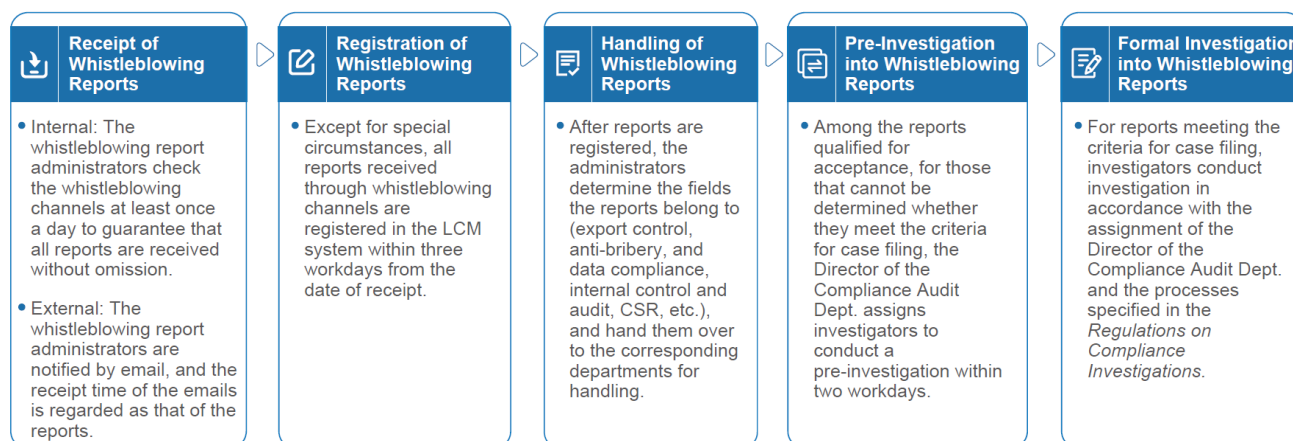 Receipt of
Whistleblowing
Reports
• Internal: The
whistleblowing report
administrators check
the whistleblowing
channels at least once
a day to guarantee that
all reports are received
without omission.
• External: The
whistleblowing report
administrators are
notified by email, and the
receipt time of the emails
is regarded as that of the
reports.
Registration of
Whistleblowing
Reports
• Except for special
circumstances, all
reports received
through whistleblowing
channels are
registered in the LCM
system within three
workdays from the
date of receipt.
Handling of
Whistleblowing
Reports
• After reports are
registered, the
administrators
determine the fields
the reports belong to
(export control,
anti-bribery, and
data compliance,
internal control and
audit, CSR, etc.),
and hand them over
to the corresponding
departments for
handling.
Pre-Investigation
into Whistleblowing
Reports
• Among the reports
qualified for
acceptance, for those
that cannot be
determined whether
they meet the criteria
for case filing, the
Director of the
Compliance Audit
Dept. assigns
investigators to
conduct a
pre-investigation within
two workdays.
Formal Investigation
into Whistleblowing
Reports
• For reports meeting the
criteria for case filing,
investigators conduct
investigation in
accordance with the
assignment of the
Director of the
Compliance Audit Dept.
and the processes
specified in the
Regulations on
Compliance
Investigations.